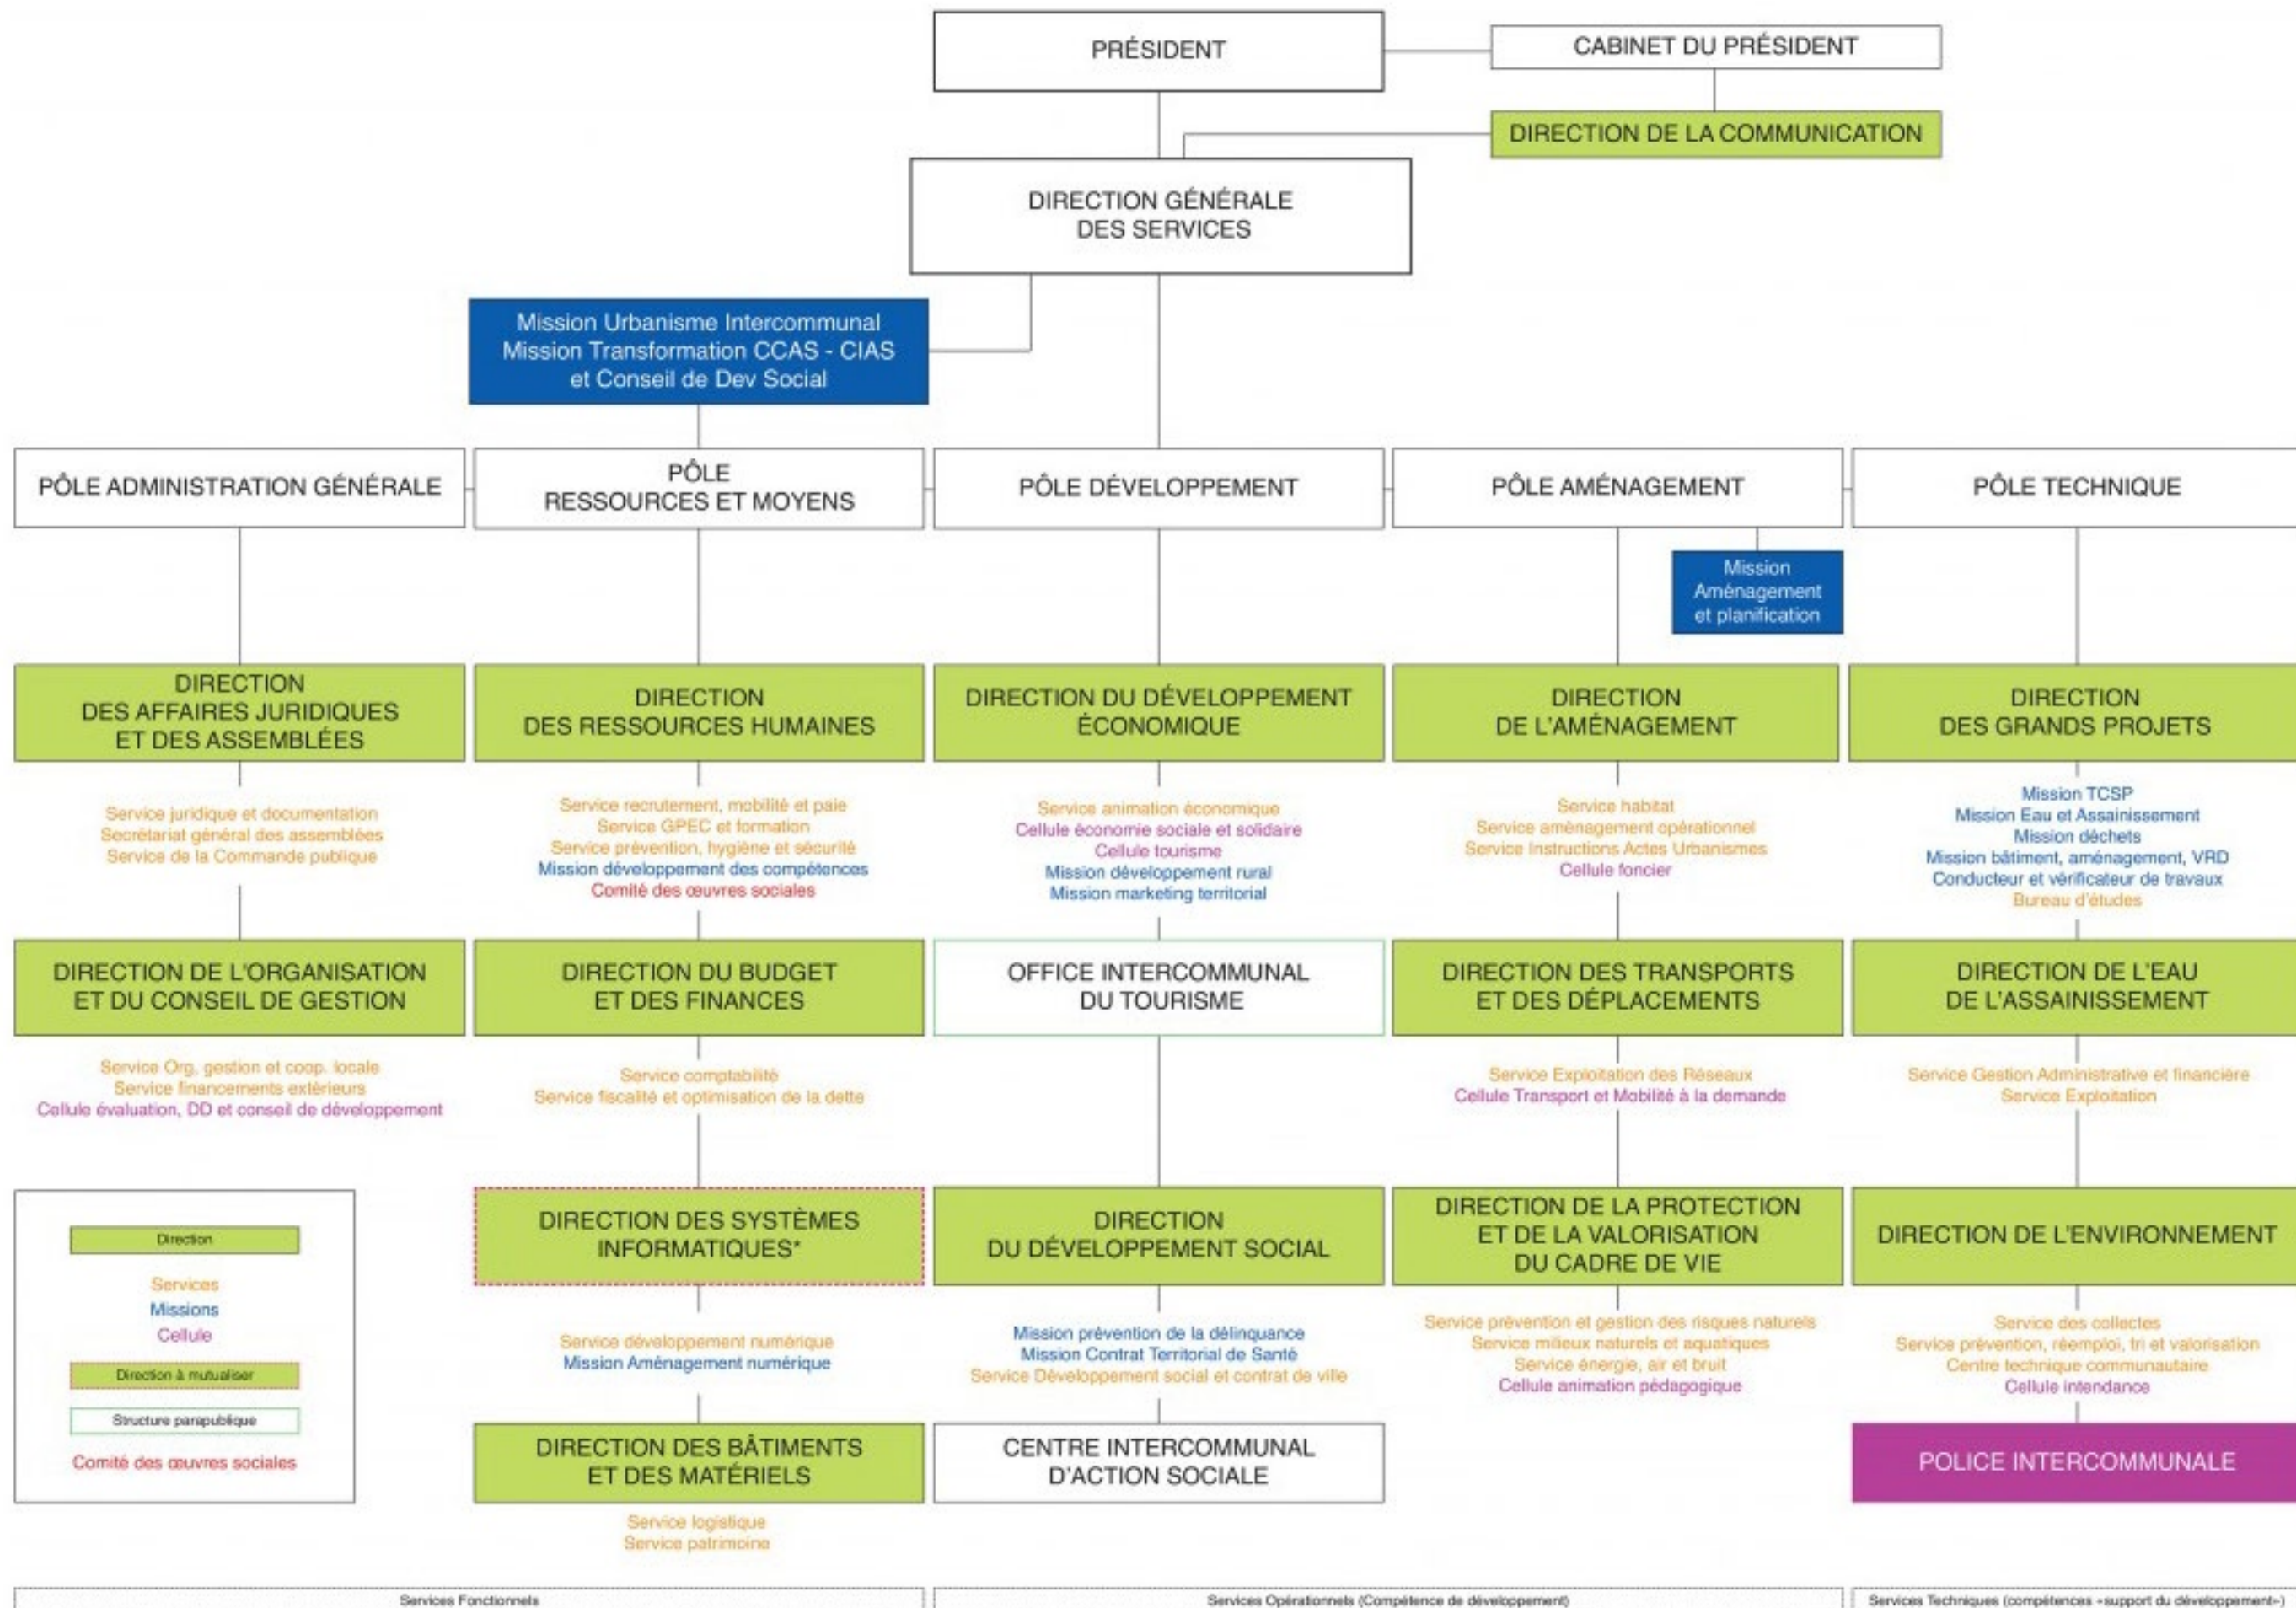 PRÉSIDENT
CABINET DU PRÉSIDENT
DIRECTION DE LA COMMUNICATION
DIRECTION GÉNÉRALE
DES SERVICES
Mission Urbanisme Intercommunal
Mission Transformation CCAS - CIAS
et Conseil de Dev Social
PÔLE ADMINISTRATION GÉNÉRALE
PÔLE
RESSOURCES ET MOYENS
PÔLE DÉVELOPPEMENT
PÔLE AMÉNAGEMENT
PÔLE TECHNIQUE
Mission
Aménagement
et planification
DIRECTION
DES AFFAIRES JURIDIQUES
ET DES ASSEMBLÉES
Service juridique et documentation
Secrétariat général des assemblées
Service de la Commande publique
DIRECTION DE L'ORGANISATION
ET DU CONSEIL DE GESTION
Service Org, gestion et coop. locale
Service financements extérieurs
Cellule évaluation, DD et conseil de développement
DIRECTION
DES RESSOURCES HUMAINES
Service recrutement, mobilité et paie
Service GPEC et formation
Service prévention, hygiène et sécurité
Mission développement des compétences
Comité des œuvres sociales
DIRECTION DU BUDGET
ET DES FINANCES
Service comptabilité
Service fiscalité et optimisation de la dette
DIRECTION DES SYSTÈMES
INFORMATIQUES*
Service développement numérique
Mission Aménagement numérique
DIRECTION DES BÂTIMENTS
ET DES MATÉRIELS
Service logistique
Service patrimoine
DIRECTION DU DÉVELOPPEMENT
ÉCONOMIQUE
Service animation économique
Cellule économie sociale et solidaire
Cellule tourisme
Mission développement rural
Mission marketing territorial
OFFICE INTERCOMMUNAL
DU TOURISME
DIRECTION
DU DÉVELOPPEMENT SOCIAL
Mission prévention de la délinquance
Mission Contrat Territorial de Santé
Service Développement social et contrat de ville
CENTRE INTERCOMMUNAL
D'ACTION SOCIALE
DIRECTION
DE L'AMÉNAGEMENT
Service habitat
Service aménagement opérationnel
Service Instructions Actes Urbanismes
Cellule foncier
DIRECTION DES TRANSPORTS
ET DES DÉPLACEMENTS
Service Exploitation des Réseaux
Cellule Transport et Mobilité à la demande
DIRECTION DE LA PROTECTION
ET DE LA VALORISATION
DU CADRE DE VIE
Service prévention et gestion des risques naturels
Service milieux naturels et aquatiques
Service énergie, air et bruit
Cellule animation pédagogique
DIRECTION
DES GRANDS PROJETS
Mission TCSP
Mission Eau et Assainissement
Mission déchets
Mission bâtiment, aménagement, VRD
Conducteur et vérificateur de travaux
Bureau d'études
DIRECTION DE L'EAU
DE L'ASSAINISSEMENT
Service Gestion Administrative et financière
Service Exploitation
DIRECTION DE L'ENVIRONNEMENT
Service des collectes
Service prévention, réemploi, tri et valorisation
Centre technique communautaire
Cellule intendance
POLICE INTERCOMMUNALE
Direction
Services
Missions
Cellule
Direction à mutualiser
Structure parapublique
Comité des œuvres sociales
Services Fonctionnels
Services Opérationnels (Compétence de développement)
Services Techniques (compétences «support du développement»)